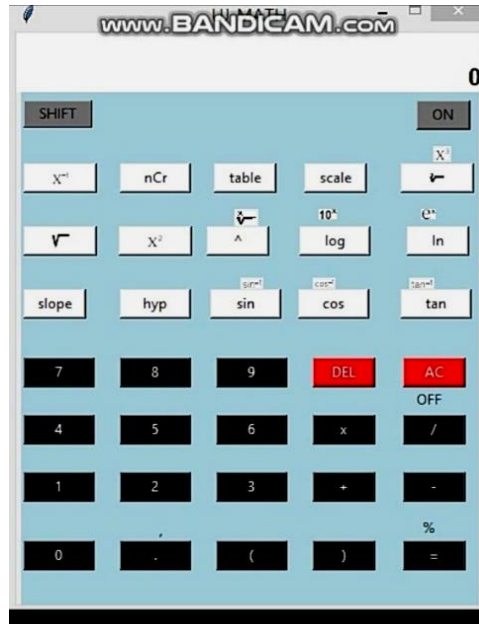 www.BANDICAM.com
0
SHIFT ON
X³
X⁻¹ nCr table scale
10ˣ eˣ
√ X² ^ log ln
sin⁻¹ cos⁻¹ tan⁻¹
slope hyp sin cos tan
7 8 9 DEL AC
OFF
4 5 6 x /
1 2 3 + -
, %
0 . ( ) =